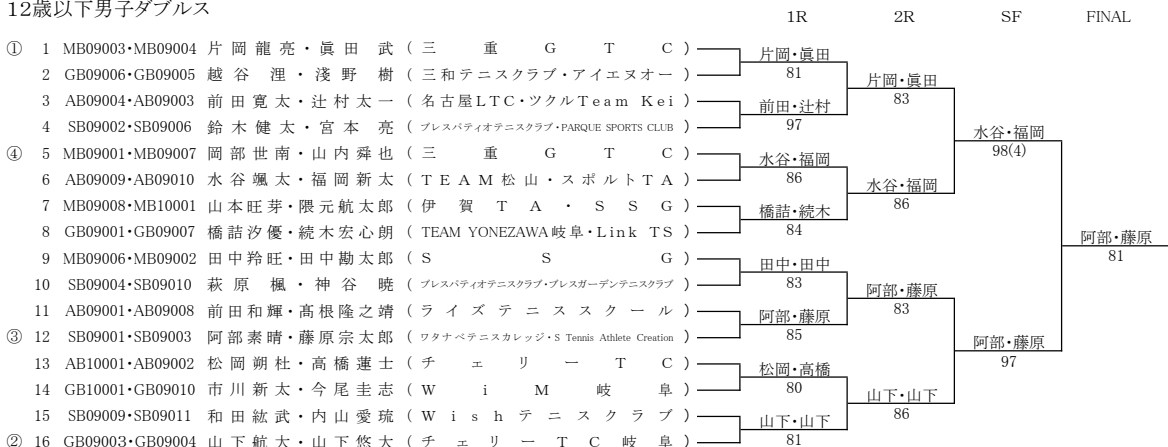 12歳以下男子ダブルス
1R 2R SF FINAL
① 1 MB09003・MB09004 片岡龍亮・眞田 武 ( 三重GTC )
2 GB09006・GB09005 越谷 浬・淺野 樹 ( 三和テニスクラブ・アイエヌオー )
3 AB09004・AB09003 前田寛太・辻村太一 ( 名古屋LTC・ツクルTeam Kei )
4 SB09002・SB09006 鈴木健太・宮本 亮 ( ブレスパティオテニスクラブ・PARQUE SPORTS CLUB )
④ 5 MB09001・MB09007 岡部世南・山内舜也 ( 三重GTC )
6 AB09009・AB09010 水谷颯太・福岡新太 ( TEAM松山・スポルトTA )
7 MB09008・MB10001 山本旺芽・隈元航太郎 ( 伊賀TA・SSG )
8 GB09001・GB09007 橋詰汐優・続木宏心朗 ( TEAM YONEZAWA岐阜・Link TS )
9 MB09006・MB09002 田中羚旺・田中勘太郎 ( SSG )
10 SB09004・SB09010 萩原 楓・神谷 暁 ( ブレスパティオテニスクラブ・ブレスガーデンテニスクラブ )
11 AB09001・AB09008 前田和輝・髙根隆之靖 ( ライズテニススクール )
③ 12 SB09001・SB09003 阿部素晴・藤原宗太郎 ( ワタナベテニスカレッジ・S Tennis Athlete Creation )
13 AB10001・AB09002 松岡朔杜・高橋蓮士 ( チェリーTC )
14 GB10001・GB09010 市川新太・今尾圭志 ( WiM岐阜 )
15 SB09009・SB09011 和田紘武・内山愛琉 ( Wishテニスクラブ )
② 16 GB09003・GB09004 山下航大・山下悠大 ( チェリーTC岐阜 )
片岡・眞田
81
前田・辻村
97
水谷・福岡
86
橋詰・続木
84
田中・田中
83
阿部・藤原
85
松岡・高橋
80
山下・山下
81
片岡・眞田
83
水谷・福岡
86
阿部・藤原
83
山下・山下
86
水谷・福岡
98(4)
阿部・藤原
97
阿部・藤原
81